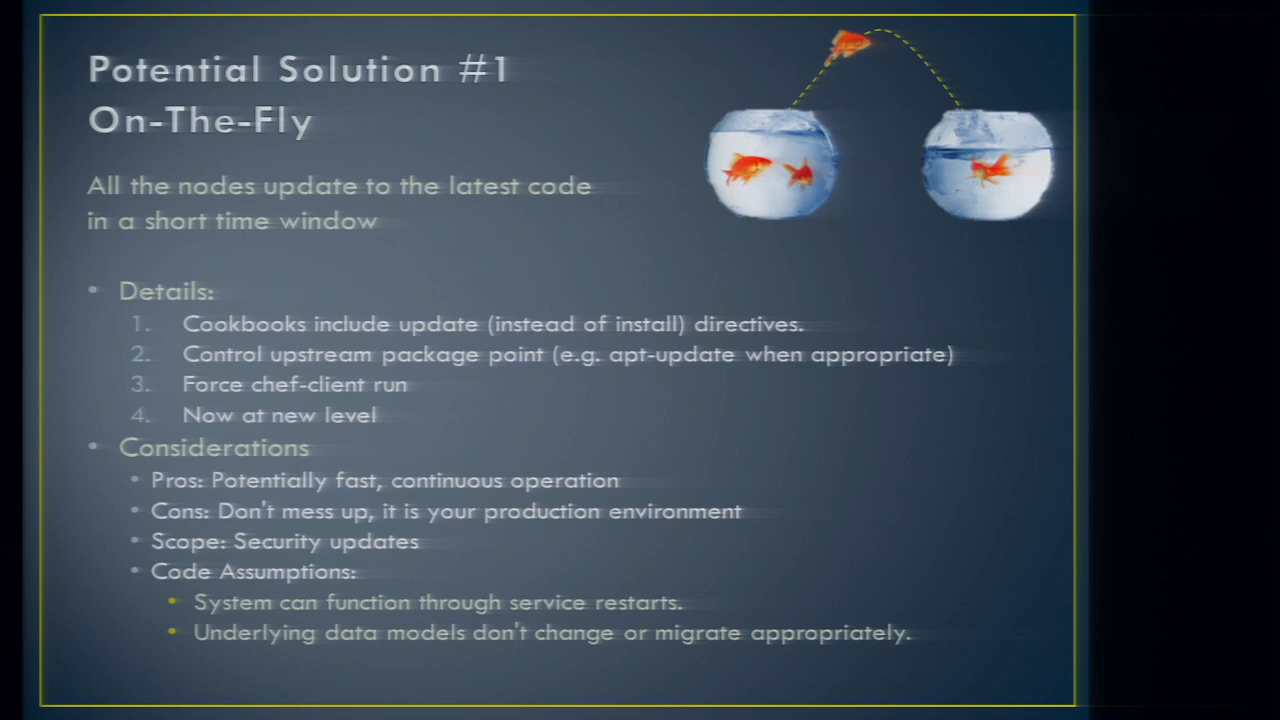 Potential Solution #1
On-The-Fly
All the nodes update to the latest code
in a short time window
• Details:
1. Cookbooks include update (instead of install) directives.
2. Control upstream package point (e.g. apt-update when appropriate)
3. Force chef-client run
4. Now at new level
• Considerations
• Pros: Potentially fast, continuous operation
• Cons: Don't mess up, it is your production environment
• Scope: Security updates
• Code Assumptions:
• System can function through service restarts.
• Underlying data models don't change or migrate appropriately.